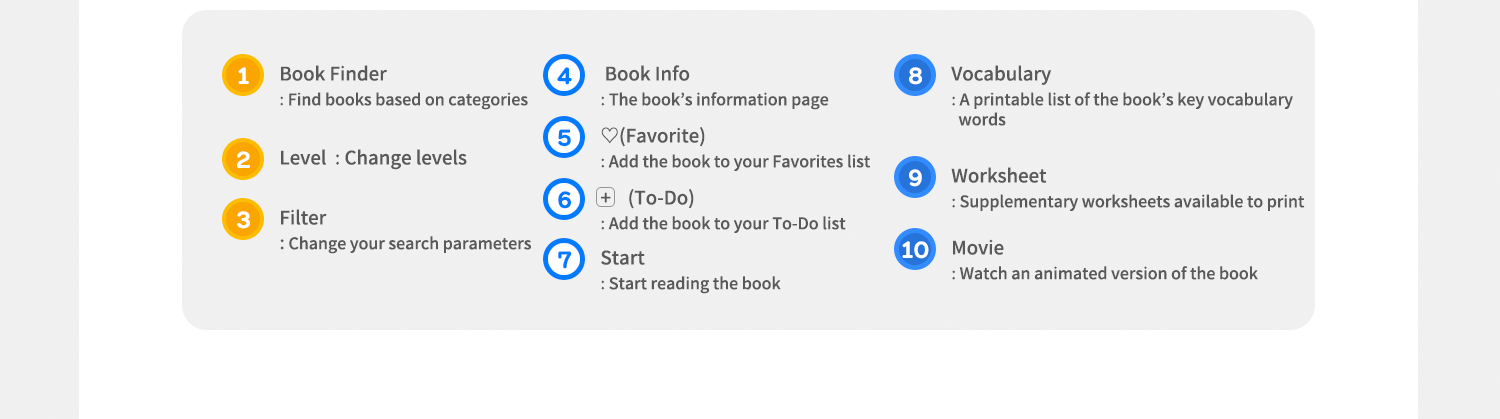 1 Book Finder
: Find books based on categories
2 Level : Change levels
3 Filter
: Change your search parameters
4 Book Info
: The book's information page
5 ♡(Favorite)
: Add the book to your Favorites list
6 + (To-Do)
: Add the book to your To-Do list
7 Start
: Start reading the book
8 Vocabulary
: A printable list of the book's key vocabulary
words
9 Worksheet
: Supplementary worksheets available to print
10 Movie
: Watch an animated version of the book